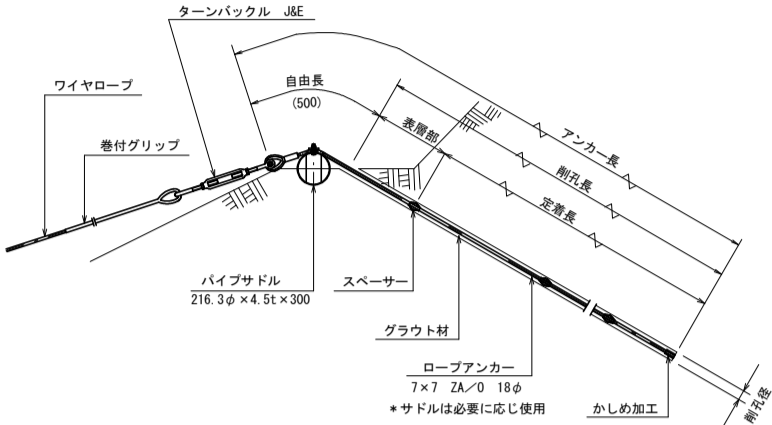 ターンバックル J&E
ワイヤロープ
巻付グリップ
自由長
(500)
表層部
アンカー長
削孔長
定着長
パイプサドル
216.3φ×4.5t×300
スペーサー
グラウト材
ロープアンカー
7×7 ZA/O 18φ
*サドルは必要に応じ使用
かしめ加工
削孔径